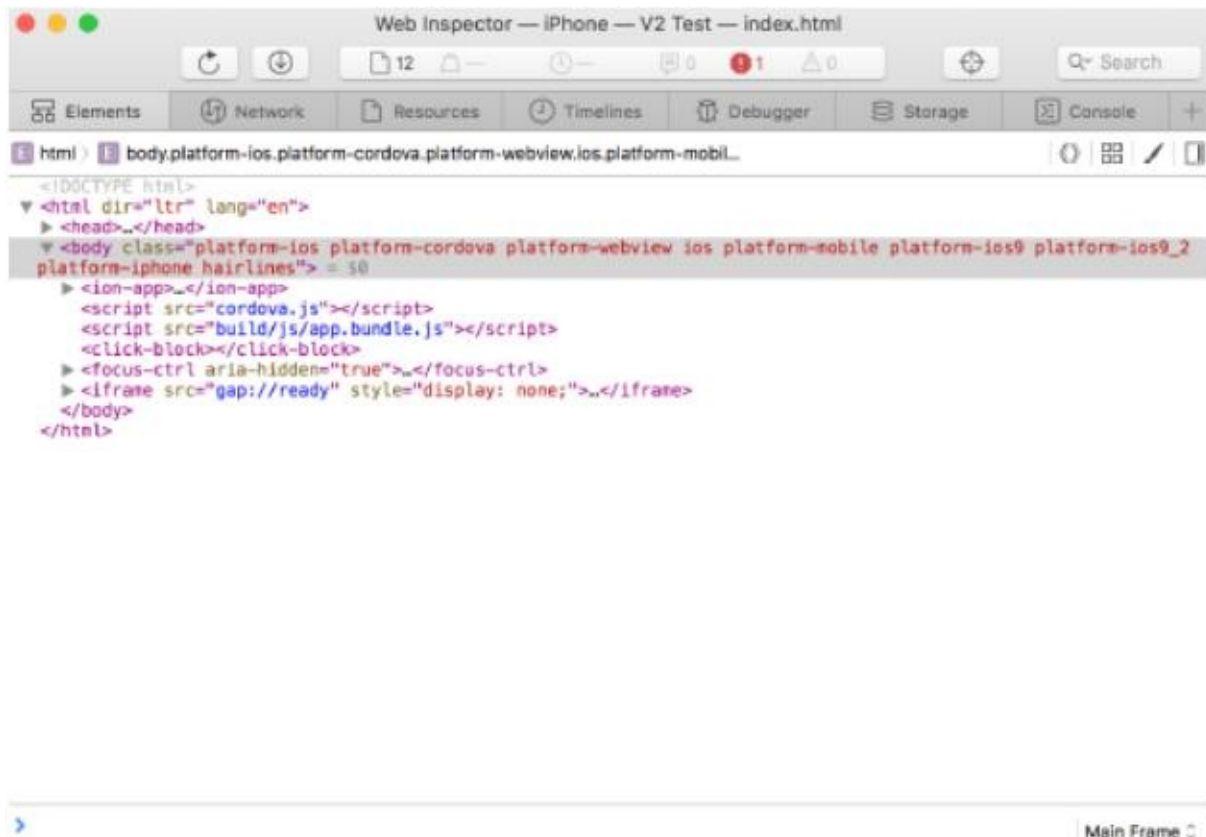 Web Inspector — iPhone — V2 Test — index.html
12 — — 0 1 0 Search
Elements Network Resources Timelines Debugger Storage Console +
E html E body.platform-ios.platform-cordova.platform-webview.ios.platform-mobil…
<!DOCTYPE html>
<html dir="ltr" lang="en">
<head>…</head>
<body class="platform-ios platform-cordova platform-webview ios platform-mobile platform-ios9 platform-ios9_2
platform-iphone hairlines"> = $0
<ion-app>…</ion-app>
<script src="cordova.js"></script>
<script src="build/js/app.bundle.js"></script>
<click-block></click-block>
<focus-ctrl aria-hidden="true">…</focus-ctrl>
<iframe src="gap://ready" style="display: none;">…</iframe>
</body>
</html>
Main Frame